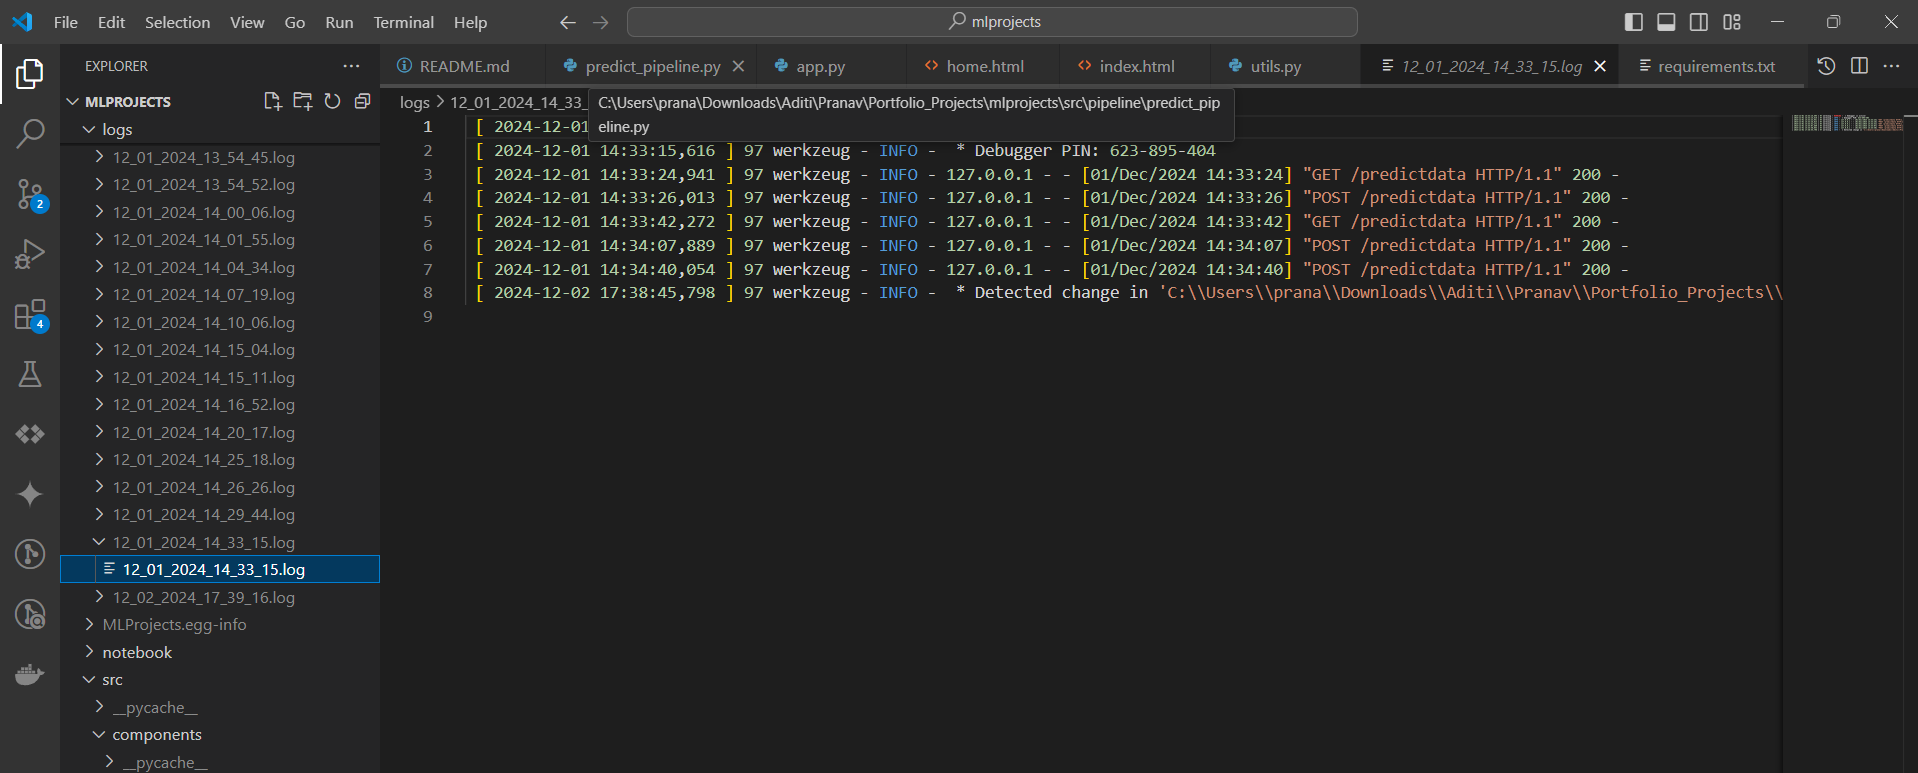 File Edit Selection View Go Run Terminal Help
mlprojects
EXPLORER
MLPROJECTS
logs
12_01_2024_13_54_45.log
12_01_2024_13_54_52.log
12_01_2024_14_00_06.log
12_01_2024_14_01_55.log
12_01_2024_14_04_34.log
12_01_2024_14_07_19.log
12_01_2024_14_10_06.log
12_01_2024_14_15_04.log
12_01_2024_14_15_11.log
12_01_2024_14_16_52.log
12_01_2024_14_20_17.log
12_01_2024_14_25_18.log
12_01_2024_14_26_26.log
12_01_2024_14_29_44.log
12_01_2024_14_33_15.log
12_01_2024_14_33_15.log
12_02_2024_17_39_16.log
MLProjects.egg-info
notebook
src
__pycache__
components
__pycache__
2
4
README.md predict_pipeline.py app.py home.html index.html utils.py 12_01_2024_14_33_15.log requirements.txt
logs > 12_01_2024_14_33_
C:\Users\prana\Downloads\Aditi\Pranav\Portfolio_Projects\mlprojects\src\pipeline\predict_pip
eline.py
1 [ 2024-12-01
2 [ 2024-12-01 14:33:15,616 ] 97 werkzeug - INFO -  * Debugger PIN: 623-895-404
3 [ 2024-12-01 14:33:24,941 ] 97 werkzeug - INFO - 127.0.0.1 - - [01/Dec/2024 14:33:24] "GET /predictdata HTTP/1.1" 200 -
4 [ 2024-12-01 14:33:26,013 ] 97 werkzeug - INFO - 127.0.0.1 - - [01/Dec/2024 14:33:26] "POST /predictdata HTTP/1.1" 200 -
5 [ 2024-12-01 14:33:42,272 ] 97 werkzeug - INFO - 127.0.0.1 - - [01/Dec/2024 14:33:42] "GET /predictdata HTTP/1.1" 200 -
6 [ 2024-12-01 14:34:07,889 ] 97 werkzeug - INFO - 127.0.0.1 - - [01/Dec/2024 14:34:07] "POST /predictdata HTTP/1.1" 200 -
7 [ 2024-12-01 14:34:40,054 ] 97 werkzeug - INFO - 127.0.0.1 - - [01/Dec/2024 14:34:40] "POST /predictdata HTTP/1.1" 200 -
8 [ 2024-12-02 17:38:45,798 ] 97 werkzeug - INFO -  * Detected change in 'C:\\Users\\prana\\Downloads\\Aditi\\Pranav\\Portfolio_Projects\\
9